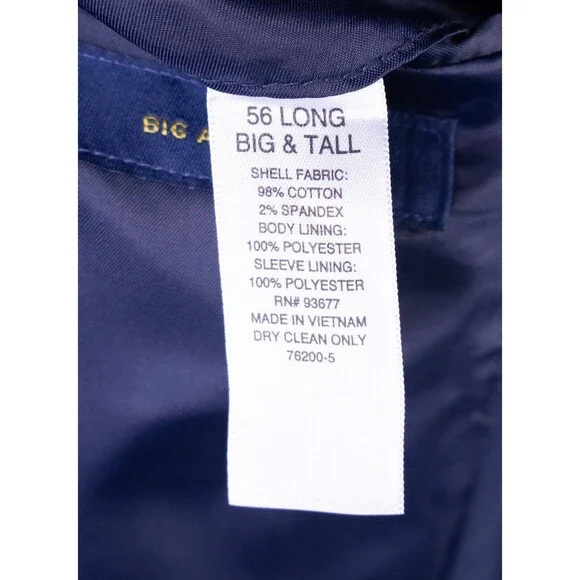 BIG
56 LONG
BIG & TALL
SHELL FABRIC:
98% COTTON
2% SPANDEX
BODY LINING:
100% POLYESTER
SLEEVE LINING:
100% POLYESTER
RN# 93677
MADE IN VIETNAM
DRY CLEAN ONLY
76200-5